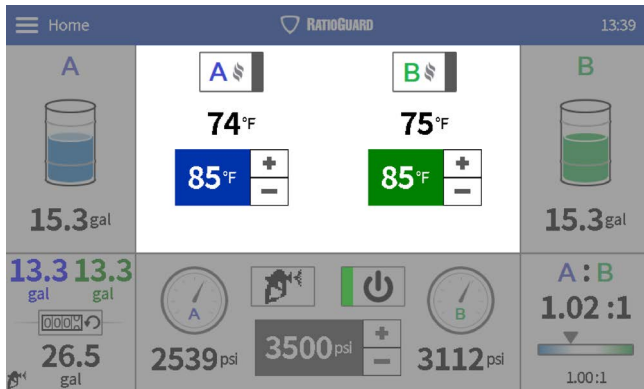 Home
RATIOGUARD
13:39
A
A
B
B
74°F
75°F
85°F
+
−
85°F
+
−
15.3gal
15.3gal
13.3 13.3
gal gal
000
26.5
gal
A
2539psi
3500psi
+
−
B
3112psi
A:B
1.02:1
1.00:1